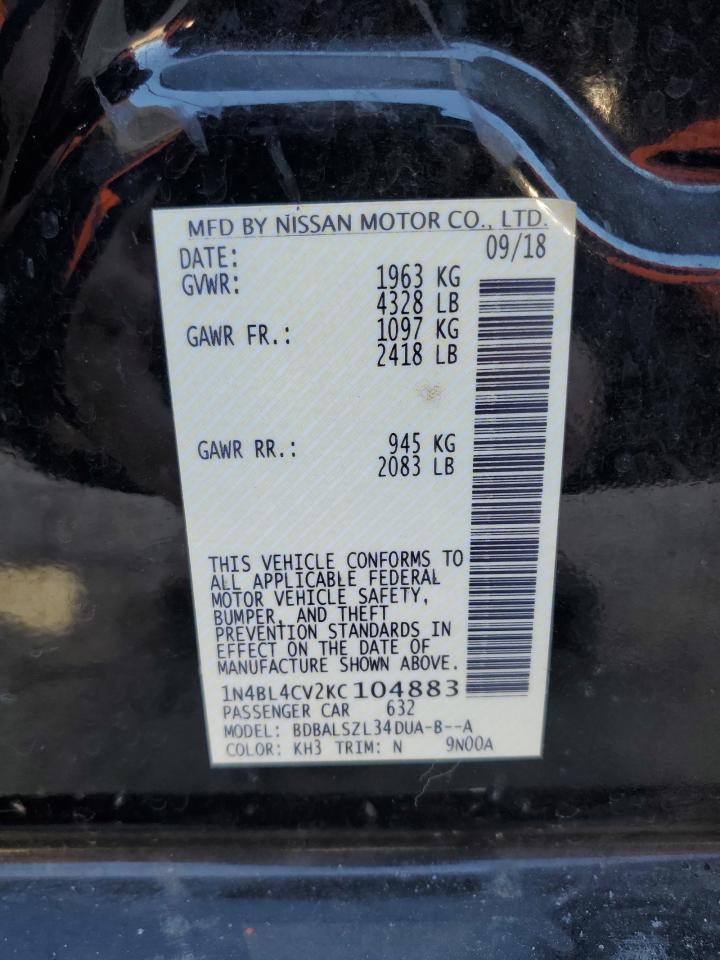 MFD BY NISSAN MOTOR CO., LTD.
DATE: 09/18
GVWR: 1963 KG
4328 LB
GAWR FR.: 1097 KG
2418 LB
GAWR RR.: 945 KG
2083 LB
THIS VEHICLE CONFORMS TO
ALL APPLICABLE FEDERAL
MOTOR VEHICLE SAFETY,
BUMPER, AND THEFT
PREVENTION STANDARDS IN
EFFECT ON THE DATE OF
MANUFACTURE SHOWN ABOVE.
1N4BL4CV2KC104883
PASSENGER CAR 632
MODEL: BDBALSZL34DUA-B--A
COLOR: KH3 TRIM: N 9N00A